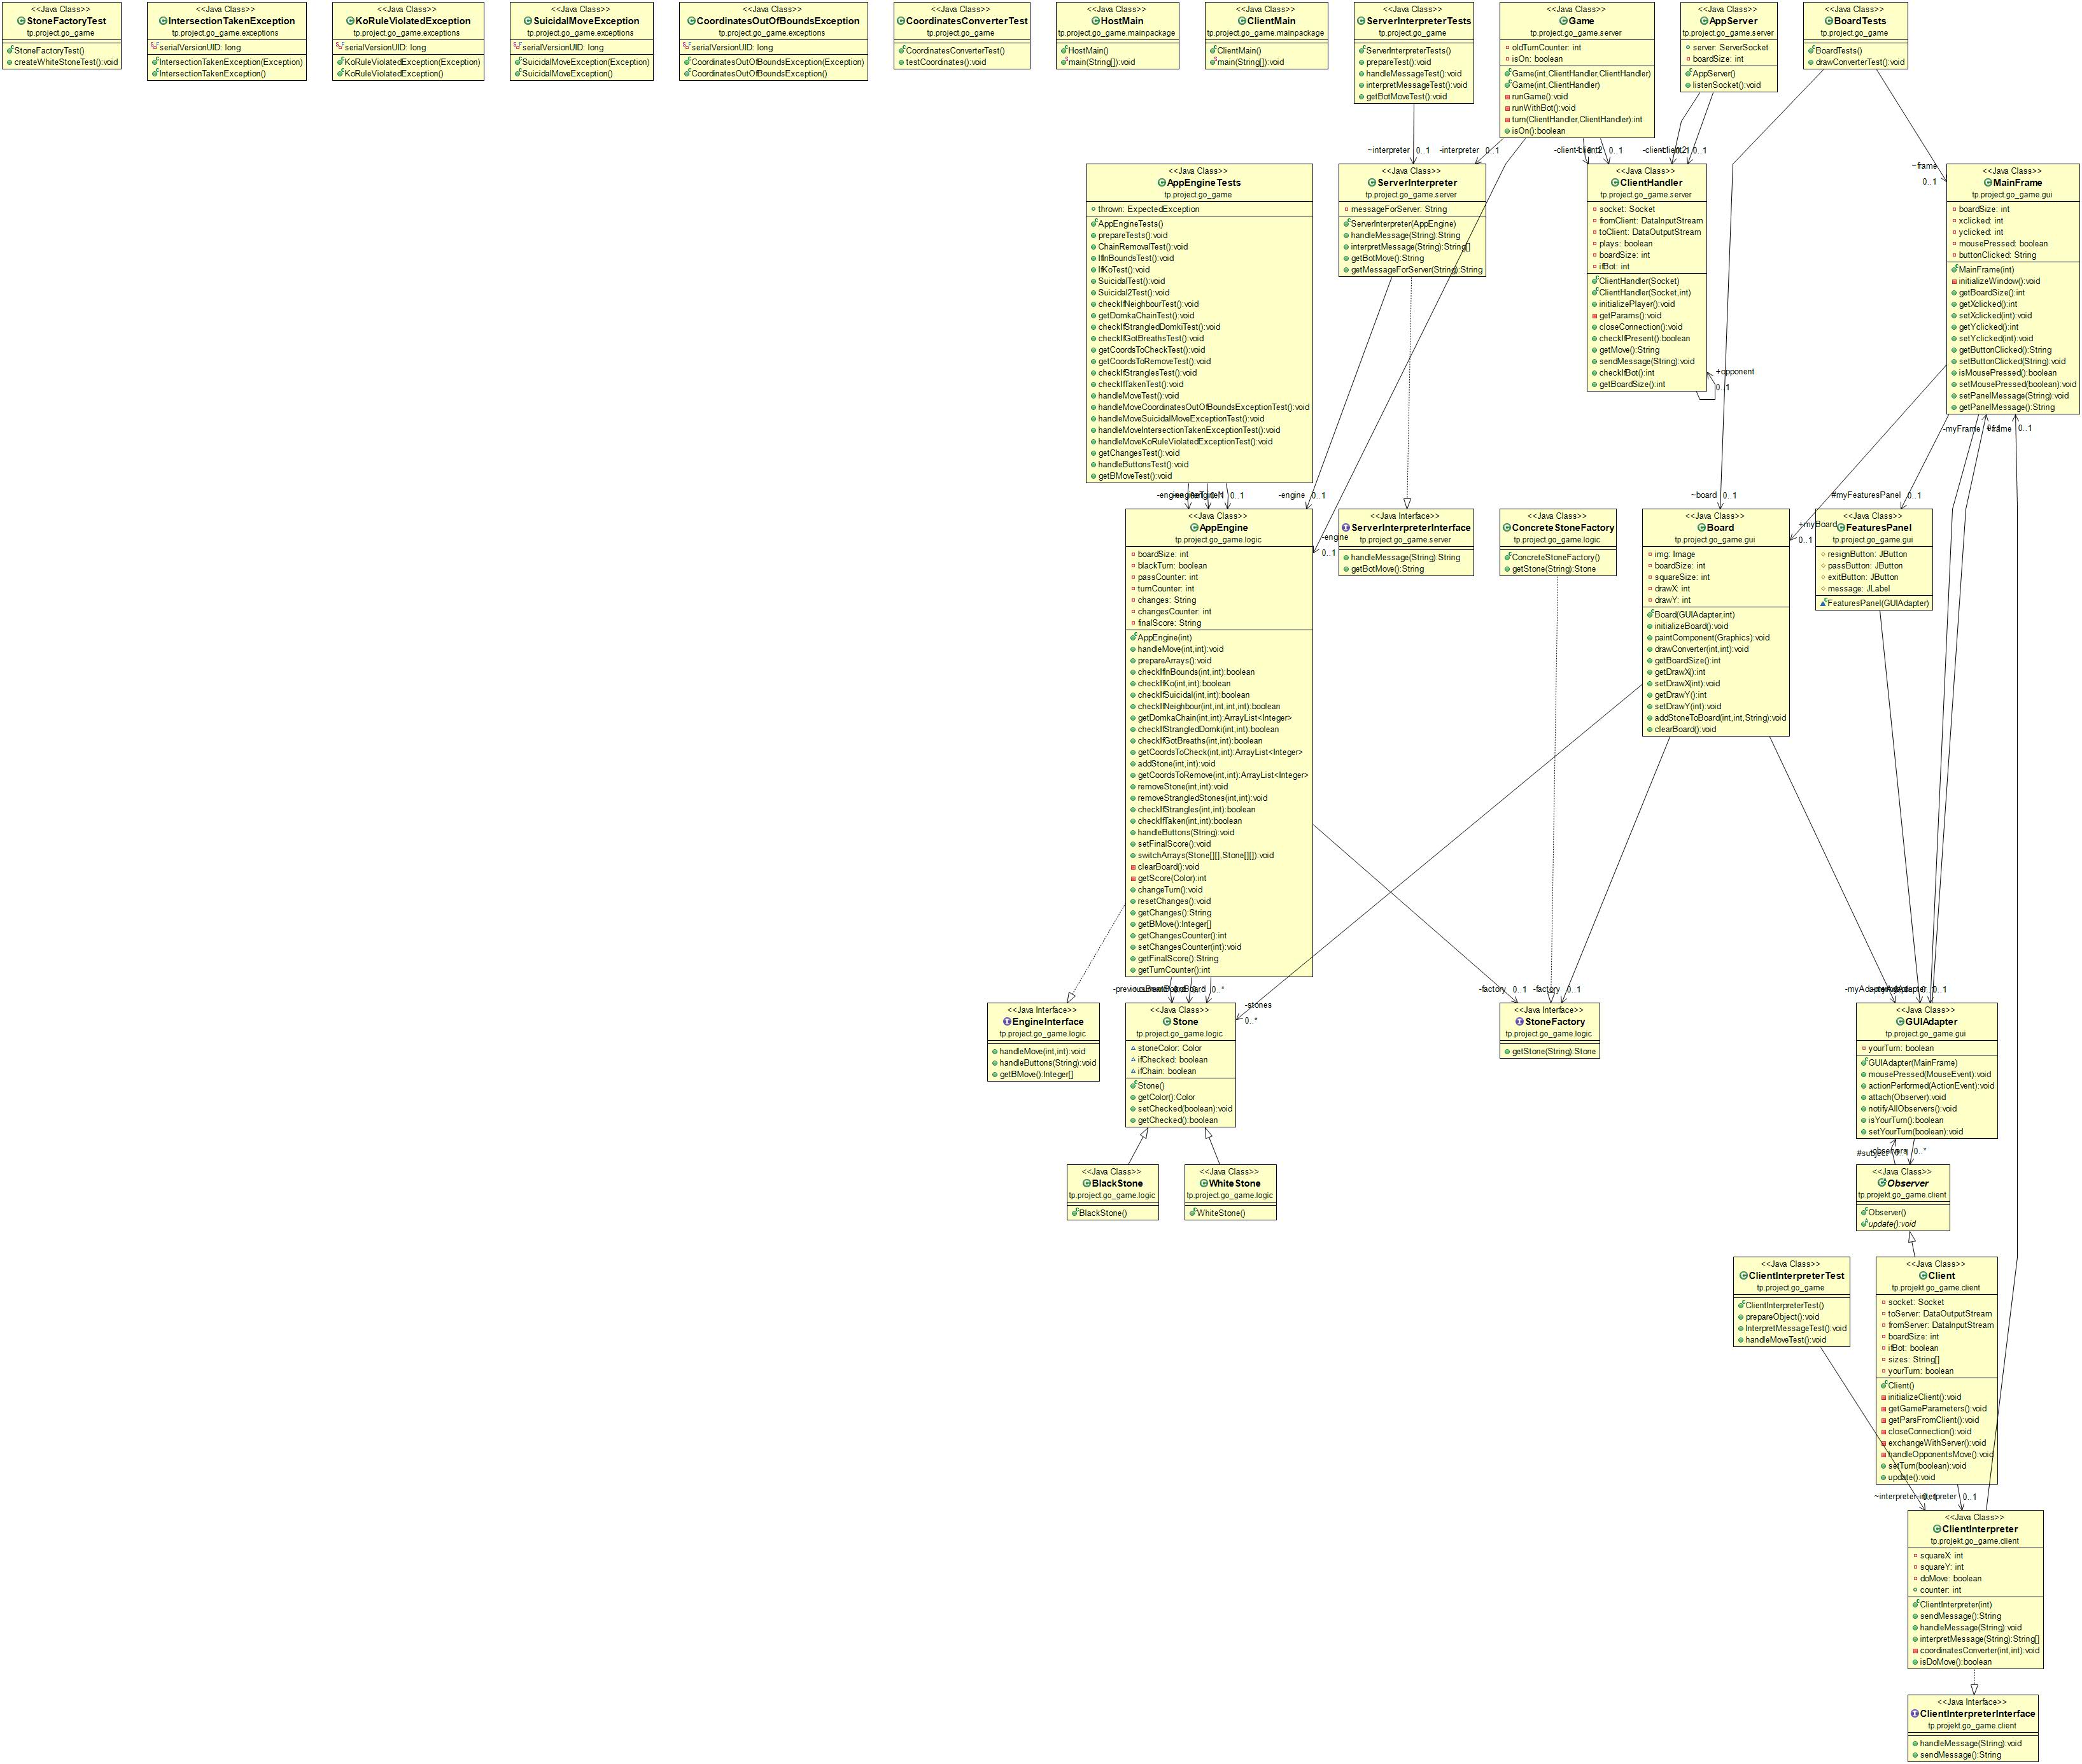 <<Java Class>>
StoneFactoryTest
tp.project.go_game
StoneFactoryTest()
createWhiteStoneTest():void
<<Java Class>>
IntersectionTakenException
tp.project.go_game.exceptions
serialVersionUID: long
IntersectionTakenException(Exception)
IntersectionTakenException()
<<Java Class>>
KoRuleViolatedException
tp.project.go_game.exceptions
serialVersionUID: long
KoRuleViolatedException(Exception)
KoRuleViolatedException()
<<Java Class>>
SuicidalMoveException
tp.project.go_game.exceptions
serialVersionUID: long
SuicidalMoveException(Exception)
SuicidalMoveException()
<<Java Class>>
CoordinatesOutOfBoundsException
tp.project.go_game.exceptions
serialVersionUID: long
CoordinatesOutOfBoundsException(Exception)
CoordinatesOutOfBoundsException()
<<Java Class>>
CoordinatesConverterTest
tp.project.go_game
CoordinatesConverterTest()
testCoordinates():void
<<Java Class>>
HostMain
tp.project.go_game.mainpackage
HostMain()
main(String[]):void
<<Java Class>>
ClientMain
tp.project.go_game.mainpackage
ClientMain()
main(String[]):void
<<Java Class>>
ServerInterpreterTests
tp.project.go_game
ServerInterpreterTests()
prepareTest():void
handleMessageTest():void
interpretMessageTest():void
getBotMoveTest():void
<<Java Class>>
Game
tp.project.go_game.server
oldTurnCounter: int
isOn: boolean
Game(int,ClientHandler,ClientHandler)
Game(int,ClientHandler)
runGame():void
runWithBot():void
turn(ClientHandler,ClientHandler):int
isOn():boolean
<<Java Class>>
AppServer
tp.project.go_game.server
server: ServerSocket
boardSize: int
AppServer()
listenSocket():void
<<Java Class>>
BoardTests
tp.project.go_game
BoardTests()
drawConverterTest():void
~interpreter 0..1
-interpreter 0..1
0..1
0..1
~frame
0..1
<<Java Class>>
AppEngineTests
tp.project.go_game
thrown: ExpectedException
AppEngineTests()
prepareTests():void
ChainRemovalTest():void
IfInBoundsTest():void
IfKoTest():void
SuicidalTest():void
Suicidal2Test():void
checkIfNeighbourTest():void
getDomkaChainTest():void
checkIfStrangledDomkiTest():void
checkIfGotBreathsTest():void
getCoordsToCheckTest():void
getCoordsToRemoveTest():void
checkIfStranglesTest():void
checkIfTakenTest():void
handleMoveTest():void
handleMoveCoordinatesOutOfBoundsExceptionTest():void
handleMoveSuicidalMoveExceptionTest():void
handleMoveIntersectionTakenExceptionTest():void
handleMoveKoRuleViolatedExceptionTest():void
getChangesTest():void
handleButtonsTest():void
getBMoveTest():void
<<Java Class>>
ServerInterpreter
tp.project.go_game.server
messageForServer: String
ServerInterpreter(AppEngine)
handleMessage(String):String
interpretMessage(String):String[]
getBotMove():String
getMessageForServer(String):String
<<Java Class>>
ClientHandler
tp.project.go_game.server
socket: Socket
fromClient: DataInputStream
toClient: DataOutputStream
plays: boolean
boardSize: int
ifBot: int
ClientHandler(Socket)
ClientHandler(Socket,int)
initializePlayer():void
getParams():void
closeConnection():void
checkIfPresent():boolean
getMove():String
sendMessage(String):void
checkIfBot():int
getBoardSize():int
+opponent
0..1
<<Java Class>>
MainFrame
tp.project.go_game.gui
boardSize: int
xclicked: int
yclicked: int
mousePressed: boolean
buttonClicked: String
MainFrame(int)
initializeWindow():void
getBoardSize():int
getXclicked():int
setXclicked(int):void
getYclicked():int
setYclicked(int):void
getButtonClicked():String
setButtonClicked(String):void
isMousePressed():boolean
setMousePressed(boolean):void
setPanelMessage(String):void
getPanelMessage():String
-myFrame
0..1
0..1
-engine 0..1
-engine
0..1
~board 0..1
+myBoard
0..1
#myFeaturesPanel 0..1
<<Java Class>>
AppEngine
tp.project.go_game.logic
boardSize: int
blackTurn: boolean
passCounter: int
turnCounter: int
changes: String
changesCounter: int
finalScore: String
AppEngine(int)
handleMove(int,int):void
prepareArrays():void
checkIfInBounds(int,int):boolean
checkIfKo(int,int):boolean
checkIfSuicidal(int,int):boolean
checkIfNeighbour(int,int,int,int):boolean
getDomkaChain(int,int):ArrayList<Integer>
checkIfStrangledDomki(int,int):boolean
checkIfGotBreaths(int,int):boolean
getCoordsToCheck(int,int):ArrayList<Integer>
addStone(int,int):void
getCoordsToRemove(int,int):ArrayList<Integer>
removeStone(int,int):void
removeStrangledStones(int,int):void
checkIfStrangles(int,int):boolean
checkIfTaken(int,int):boolean
handleButtons(String):void
setFinalScore():void
switchArrays(Stone[][],Stone[][]):void
clearBoard():void
getScore(Color):int
changeTurn():void
resetChanges():void
getChanges():String
getBMove():Integer[]
getChangesCounter():int
setChangesCounter(int):void
getFinalScore():String
getTurnCounter():int
<<Java Interface>>
ServerInterpreterInterface
tp.project.go_game.server
handleMessage(String):String
getBotMove():String
<<Java Class>>
ConcreteStoneFactory
tp.project.go_game.logic
ConcreteStoneFactory()
getStone(String):Stone
<<Java Class>>
Board
tp.project.go_game.gui
img: Image
boardSize: int
squareSize: int
drawX: int
drawY: int
Board(GUIAdapter,int)
initializeBoard():void
paintComponent(Graphics):void
drawConverter(int,int):void
getBoardSize():int
getDrawX():int
setDrawX(int):void
getDrawY():int
setDrawY(int):void
addStoneToBoard(int,int,String):void
clearBoard():void
<<Java Class>>
FeaturesPanel
tp.project.go_game.gui
resignButton: JButton
passButton: JButton
exitButton: JButton
message: JLabel
FeaturesPanel(GUIAdapter)
0..*
-stones
0..*
-factory 0..1
-factory 0..1
0..1
<<Java Interface>>
EngineInterface
tp.project.go_game.logic
handleMove(int,int):void
handleButtons(String):void
getBMove():Integer[]
<<Java Class>>
Stone
tp.project.go_game.logic
stoneColor: Color
ifChecked: boolean
ifChain: boolean
Stone()
getColor():Color
setChecked(boolean):void
getChecked():boolean
<<Java Interface>>
StoneFactory
tp.project.go_game.logic
getStone(String):Stone
<<Java Class>>
GUIAdapter
tp.project.go_game.gui
yourTurn: boolean
GUIAdapter(MainFrame)
mousePressed(MouseEvent):void
actionPerformed(ActionEvent):void
attach(Observer):void
notifyAllObservers():void
isYourTurn():boolean
setYourTurn(boolean):void
#subject
0..*
<<Java Class>>
BlackStone
tp.project.go_game.logic
BlackStone()
<<Java Class>>
WhiteStone
tp.project.go_game.logic
WhiteStone()
<<Java Class>>
Observer
tp.projekt.go_game.client
Observer()
update():void
<<Java Class>>
ClientInterpreterTest
tp.project.go_game
ClientInterpreterTest()
prepareObject():void
InterpretMessageTest():void
handleMoveTest():void
<<Java Class>>
Client
tp.projekt.go_game.client
socket: Socket
toServer: DataOutputStream
fromServer: DataInputStream
boardSize: int
ifBot: boolean
sizes: String[]
yourTurn: boolean
Client()
initializeClient():void
getGameParameters():void
getParsFromClient():void
closeConnection():void
exchangeWithServer():void
handleOpponentsMove():void
setTurn(boolean):void
update():void
~interpreter
0..1
<<Java Class>>
ClientInterpreter
tp.projekt.go_game.client
squareX: int
squareY: int
doMove: boolean
counter: int
ClientInterpreter(int)
sendMessage():String
handleMessage(String):void
interpretMessage(String):String[]
coordinatesConverter(int,int):void
isDoMove():boolean
<<Java Interface>>
ClientInterpreterInterface
tp.projekt.go_game.client
handleMessage(String):void
sendMessage():String